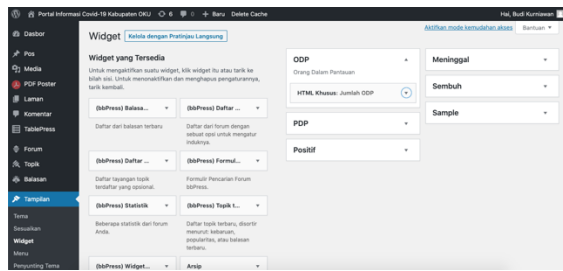 Portal Informasi Covid-19 Kabupaten OKU 6 0 + Baru Delete Cache Hai, Budi Kurniawan
Dasbor
Pos
Media
PDF Poster
Laman
Komentar
TablePress
Forum
Topik
Balasan
Tampilan
Tema
Sesuaikan
Widget
Menu
Penyunting Tema
Aktifkan mode kemudahan akses Bantuan
Widget Kelola dengan Pratinjau Langsung
Widget yang Tersedia
Untuk mengaktifkan suatu widget, klik widget itu atau tarik ke
bilah sisi. Untuk menonaktifkan dan menghapus pengaturannya,
tarik kembali.
(bbPress) Balasa... (bbPress) Daftar ...
Daftar dari balasan terbaru. Daftar dari forum dengan
sebuat opsi untuk mengatur
induknya.
(bbPress) Daftar ... (bbPress) Formul...
Daftar tayangan topik Formulir Pencarian Forum
terdaftar yang opsional. bbPress.
(bbPress) Statistik (bbPress) Topik t...
Beberapa statistik dari forum Daftar topik terbaru, disortir
Anda. menurut: kebaruan,
popularitas, atau balasan
terbaru.
(bbPress) Widget... Arsip
ODP
Orang Dalam Pantauan
HTML Khusus: Jumlah ODP
PDP
Positif
Meninggal
Sembuh
Sample